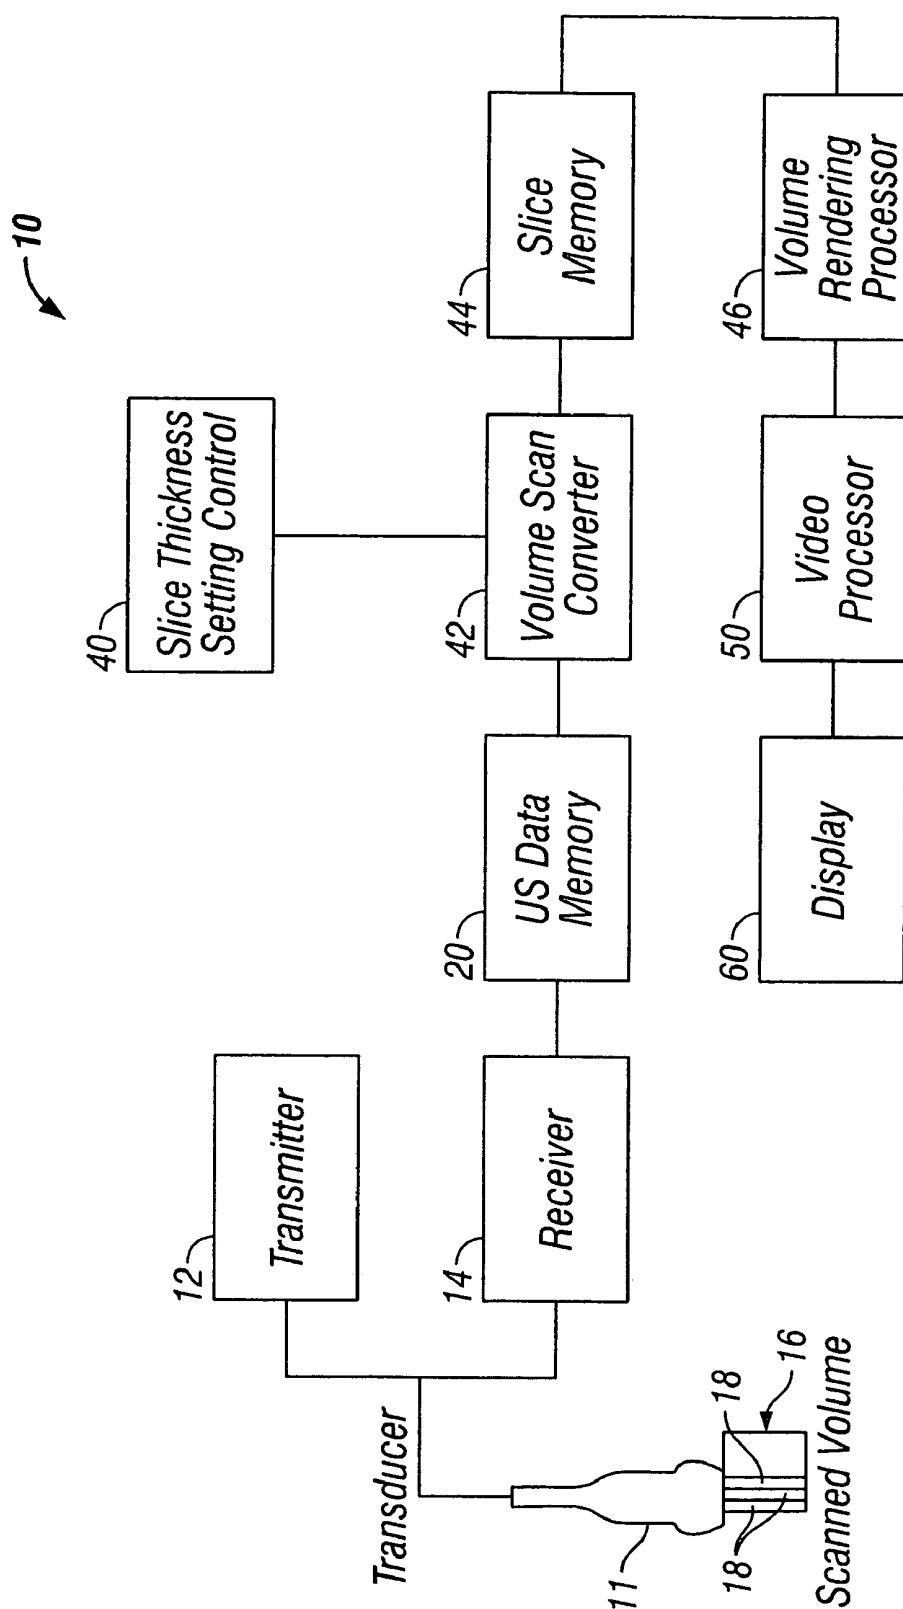 10
40
Slice Thickness
Setting Control
12
Transmitter
Transducer
14
Receiver
20
US Data
Memory
42
Volume Scan
Converter
44
Slice
Memory
11
18
18
16
Scanned Volume
60
Display
50
Video
Processor
46
Volume
Rendering
Processor